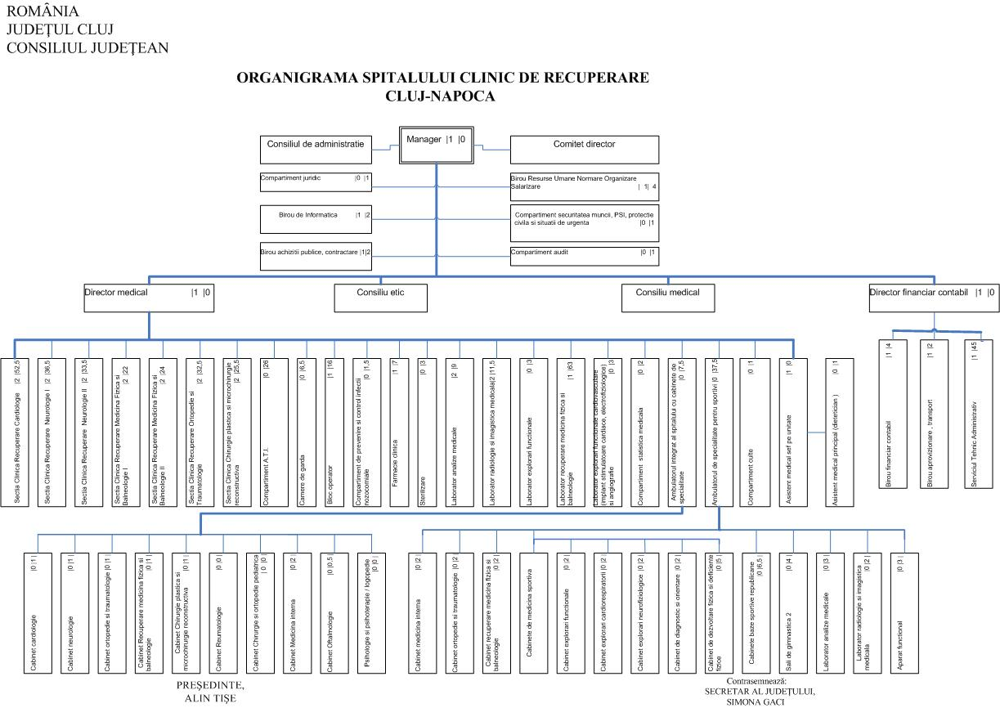 ROMÂNIA
JUDEŢUL CLUJ
CONSILIUL JUDEŢEAN
ORGANIGRAMA SPITALULUI CLINIC DE RECUPERARE
CLUJ-NAPOCA
Consiliul de administratie
Manager |1 |0
Comitet director
Compartiment juridic |0 |1
Birou Resurse Umane Normare Organizare
Salarizare | 1| 4
Birou de Informatica |1 |2
Compartiment securitatea muncii, PSI, protectie
civila si situatii de urgenta |0 |1
Birou achizitii publice, contractare |1|2
Compartiment audit |0 |1
Director medical |1 |0
Consiliu etic
Consiliu medical
Director financiar contabil |1 |0
Sectia Clinica Recuperare Cardiologie |2 |52,5
Sectia Clinica Recuperare Neurologie I |2 |36,5
Sectia Clinica Recuperare Neurologie II |2 |33,5
Sectia Clinica Recuperare Medicina Fizica si
Balneologie I |2 |22
Sectia Clinica Recuperare Medicina Fizica si
Balneologie II |2 |24
Sectia Clinica Recuperare Ortopedie si
Traumatologie |2 |32,5
Sectia Clinica Chirurgie plastica si microchirurgie
reconstructiva |2 |25,5
Compartiment A.T.I. |0 |26
Camere de garda |0 |6,5
Bloc operator |1 |16
Compartiment de prevenire si control infectii
nozocomiale |0 |1,5
Farmacie clinica |1 |7
Sterilizare |0 |3
Laborator analize medicale |2 |9
Laborator radiologie si imagistica medicala|2 |11,5
Laborator explorari functionale |0 |3
Laborator recuperare medicina fizica si
balneologie |1 |63
Laborator explorari functionale cardiovasculare
(implant stimulatoare cardiace, electrofiziologice)
si angiografie |0 |3
Compartiment statistica medicala |0 |2
Ambulatoriul integrat al spitalului cu cabinete de
specialitate |0 |7,5
Ambulatoriul de specialitate pentru sportivi |0 |37,5
Compartiment culte |0 |1
Asistent medical sef pe unitate |1 |0
Asistent medical principal (dietetician ) |0 |1
Birou financiar contabil |1 |4
Birou aprovizionare , transport |1 |2
Serviciul Tehnic Administrativ |1 |45
Cabinet cardiologie |0 |1|
Cabinet neurologie |0 |1|
Cabinet ortopedie si traumatologie |0 |1|
Cabinet Recuperare medicina fizica si
balneologie |0 |1|
Cabinet Chirurgie plastica si
microchirurgie reconstructiva |0 |1|
Cabinet Reumatologie |0 |0|
Cabinet Chirurgie si ortopedie pediatrica
| 0 |0|
Cabinet Medicina interna |0 |2|
Cabinet Oftalmologie |0 |0,5|
Psihologie si psihoterapie / logopedie
|0 |0|
Cabinet medicina interna |0 |2|
Cabinet ortopedie si traumatologie |0 |2|
Cabinet recuperare medicina fizica si
balneologie |0 |2|
Cabinete de medicina sportiva
Cabinet explorari functionale |0 |2|
Cabinet explorari cardiorespiratorii |0 |2|
Cabinet explorari neurofiziologice |0 |2|
Cabinet de diagnostic si orientare |0 |2|
Cabinet de dezvoltare fizica si deficiente
fizice |0 |5|
Cabinete baze sportive republicane
|0 |6,5|
Sali de gimnastica 2 |0 |4|
Laborator analize medicale |0 |3|
Laborator radiologie si imagistica
medicala |0 |2|
Aparat functional |0 |3|
PREŞEDINTE,
ALIN TIŞE
Contrasemnează:
SECRETAR AL JUDEŢULUI,
SIMONA GACI